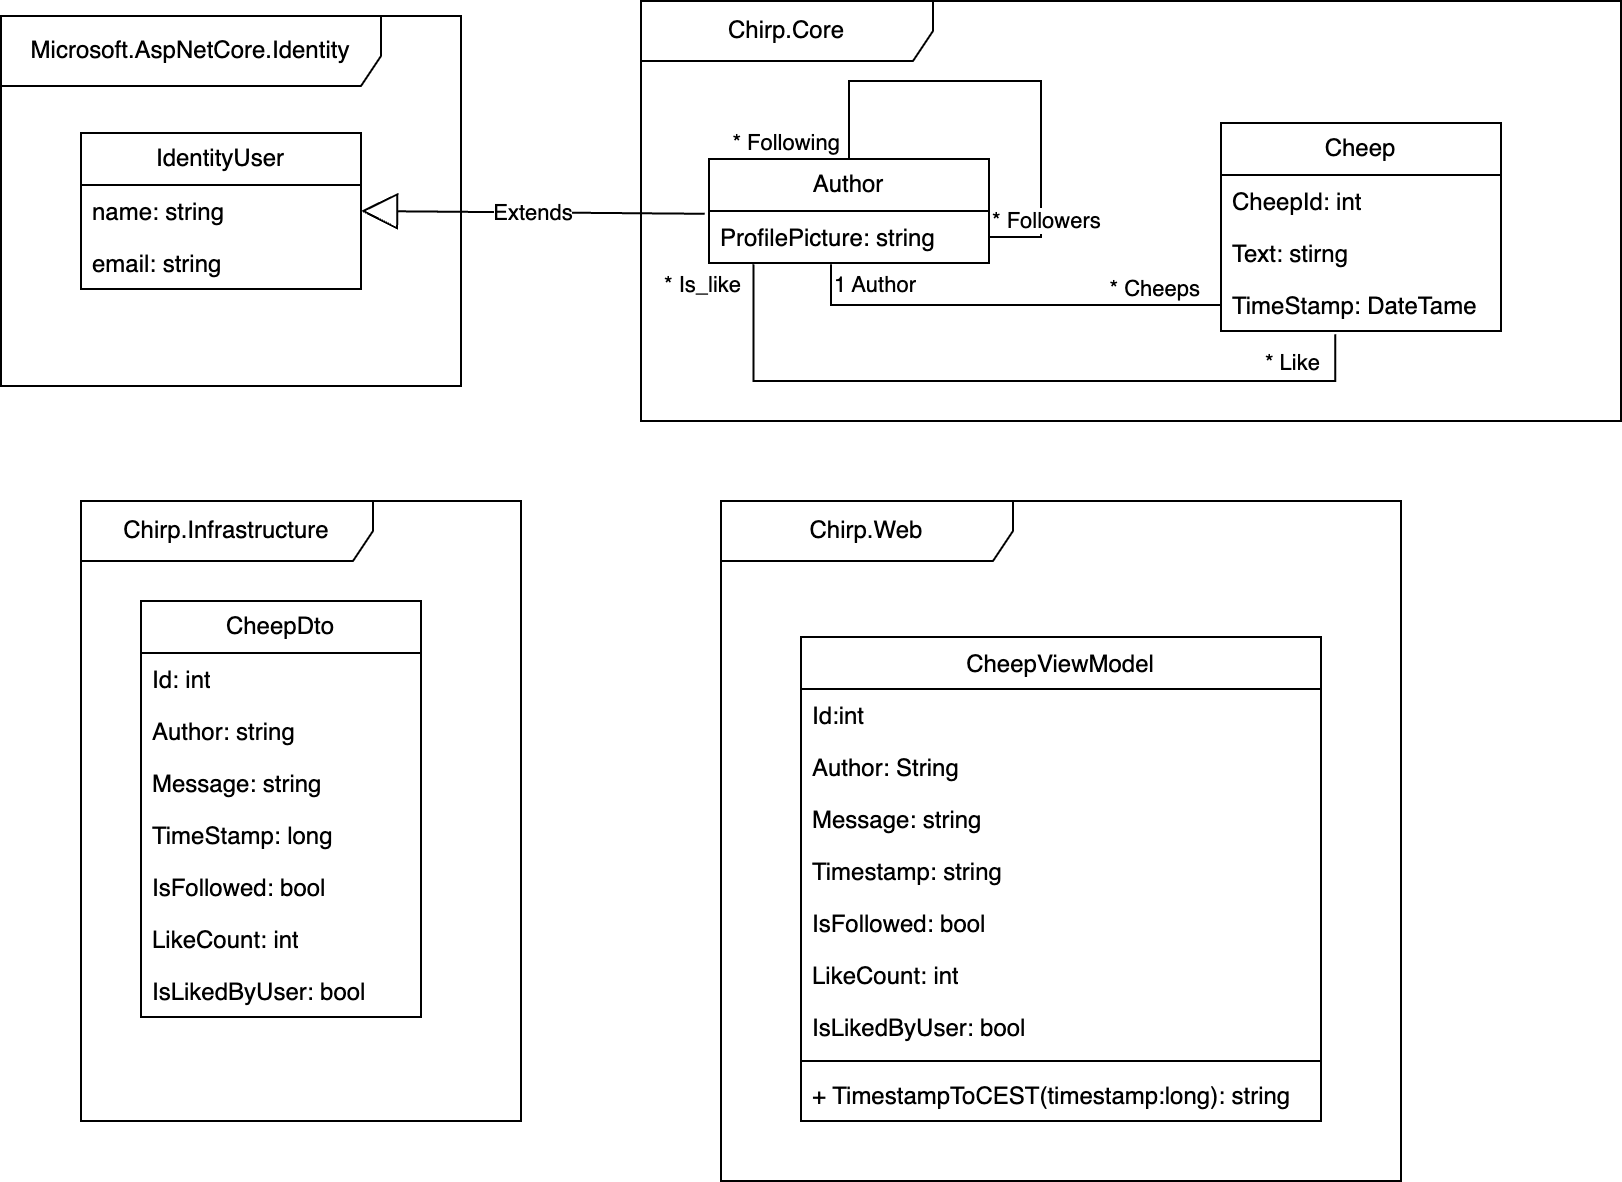 Microsoft.AspNetCore.Identity
IdentityUser
name: string
email: string
Extends
Chirp.Core
* Following
Author
ProfilePicture: string
* Followers
* Is_like
1 Author
* Cheeps
* Like
Cheep
CheepId: int
Text: stirng
TimeStamp: DateTame
Chirp.Infrastructure
CheepDto
Id: int
Author: string
Message: string
TimeStamp: long
IsFollowed: bool
LikeCount: int
IsLikedByUser: bool
Chirp.Web
CheepViewModel
Id:int
Author: String
Message: string
Timestamp: string
IsFollowed: bool
LikeCount: int
IsLikedByUser: bool
+ TimestampToCEST(timestamp:long): string